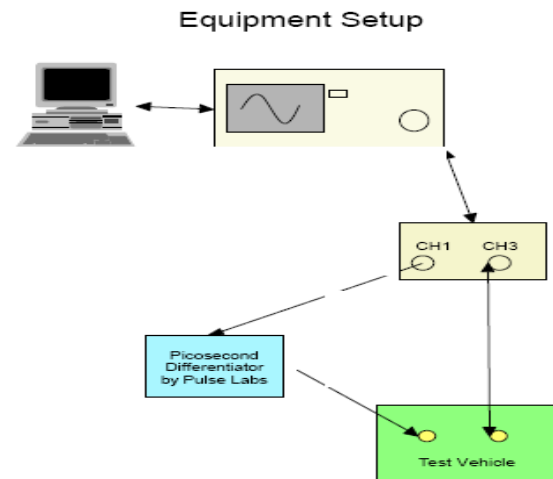 Equipment Setup
CH1 CH3
Picosecond
Differentiator
by Pulse Labs
Test Vehicle